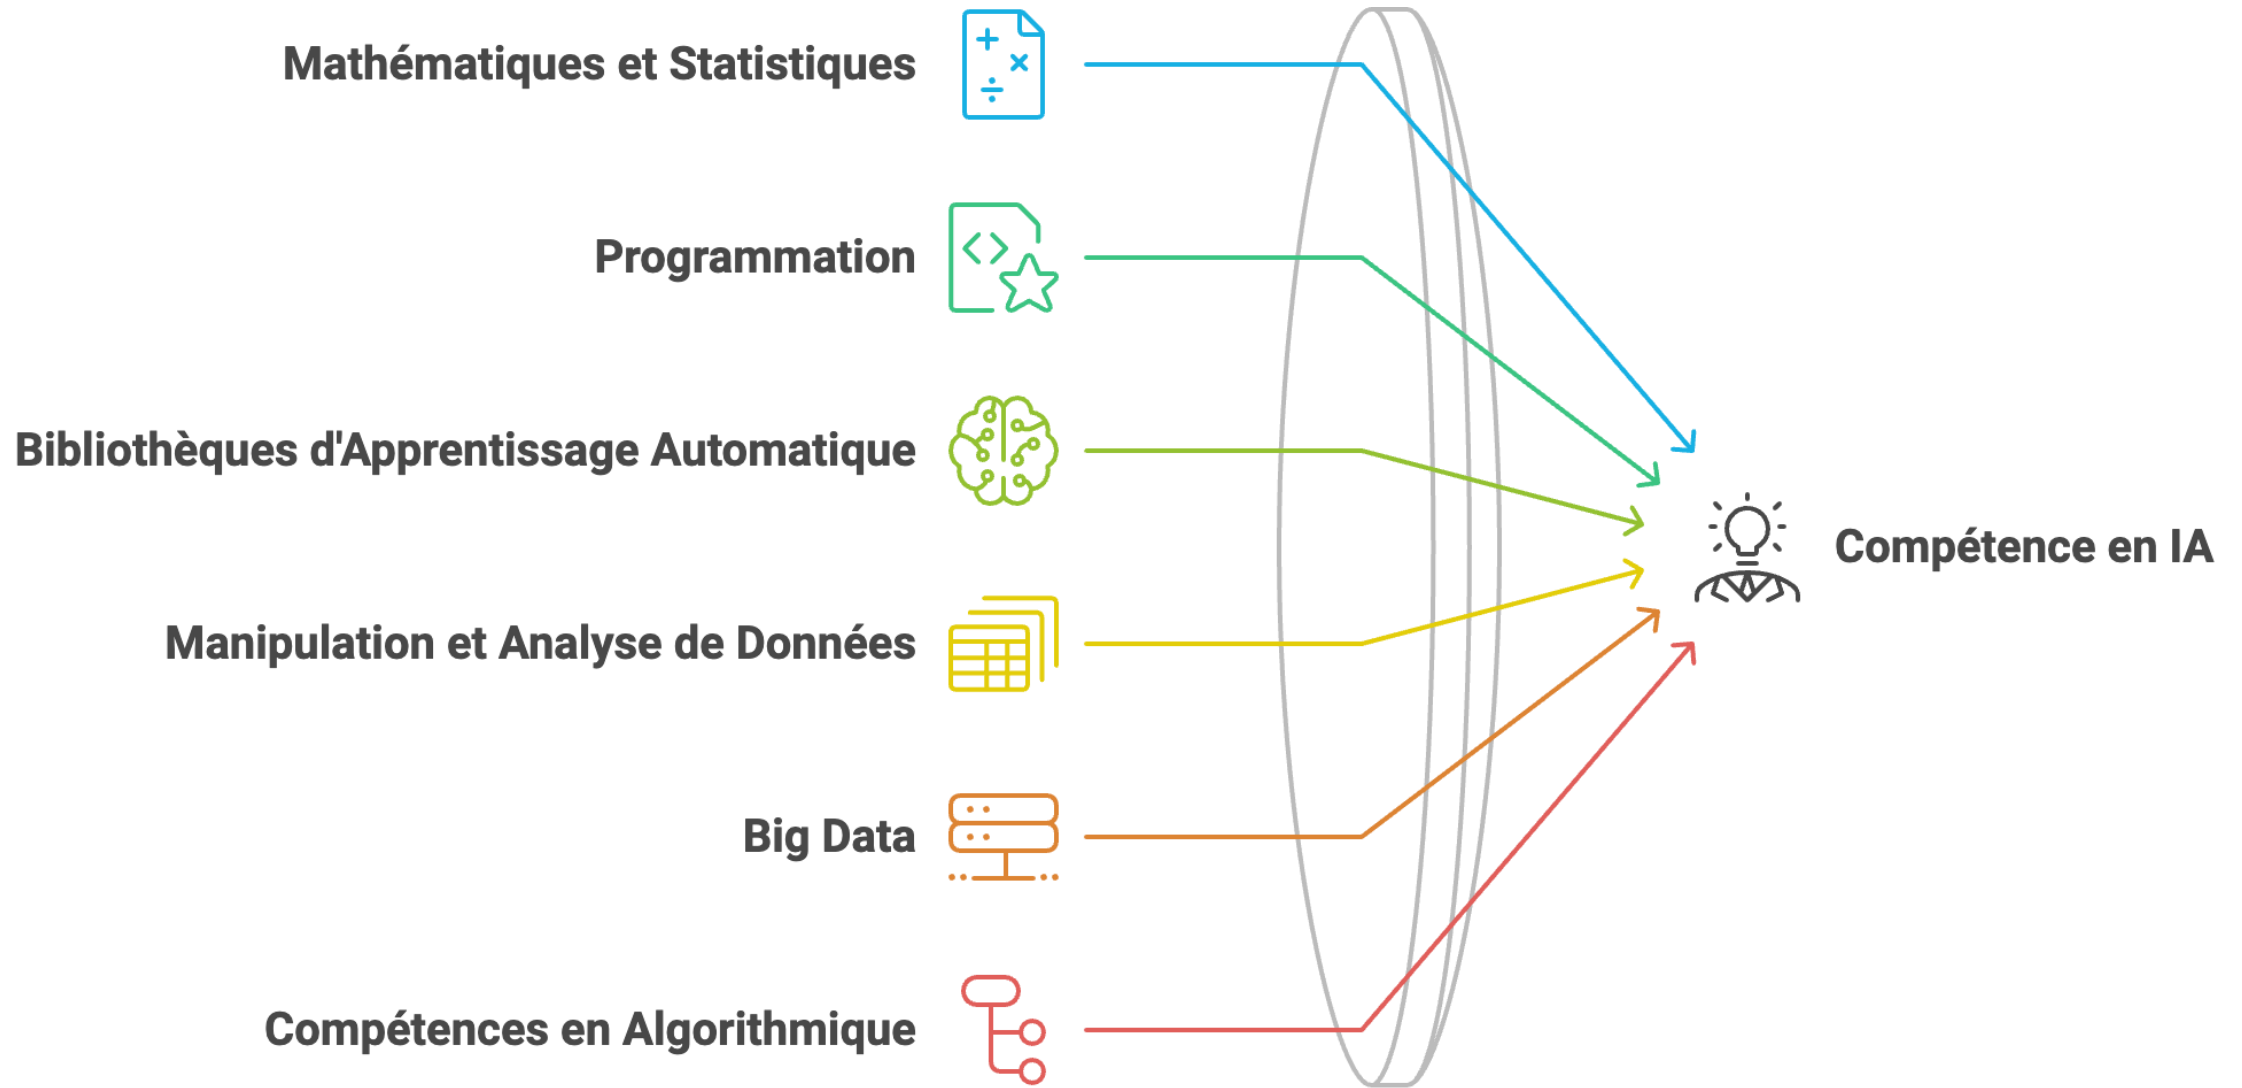 Mathématiques et Statistiques
Programmation
Bibliothèques d'Apprentissage Automatique
Compétence en IA
Manipulation et Analyse de Données
Big Data
Compétences en Algorithmique